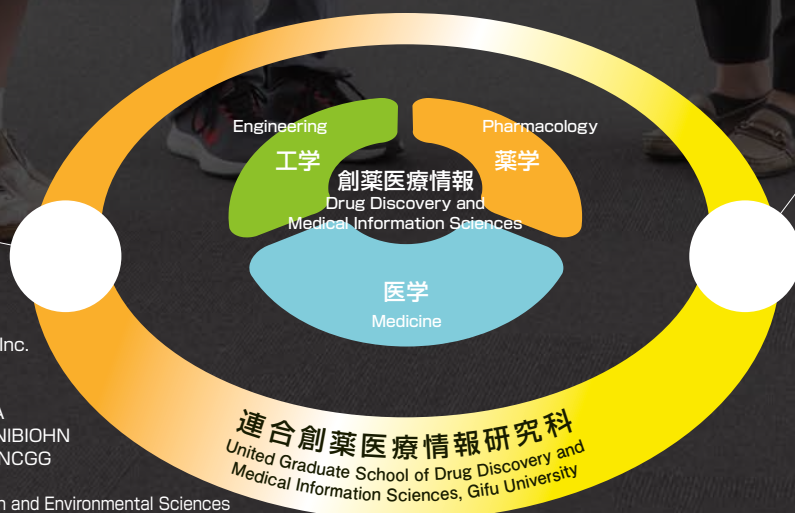 Engineering
工学
Pharmacology
薬学
創薬医療情報
Drug Discovery and
Medical Information Sciences
医学
Medicine
Inc.
NIBIOHN
NCGG
and Environmental Sciences
連合創薬医療情報研究科
United Graduate School of Drug Discovery and
Medical Information Sciences, Gifu University